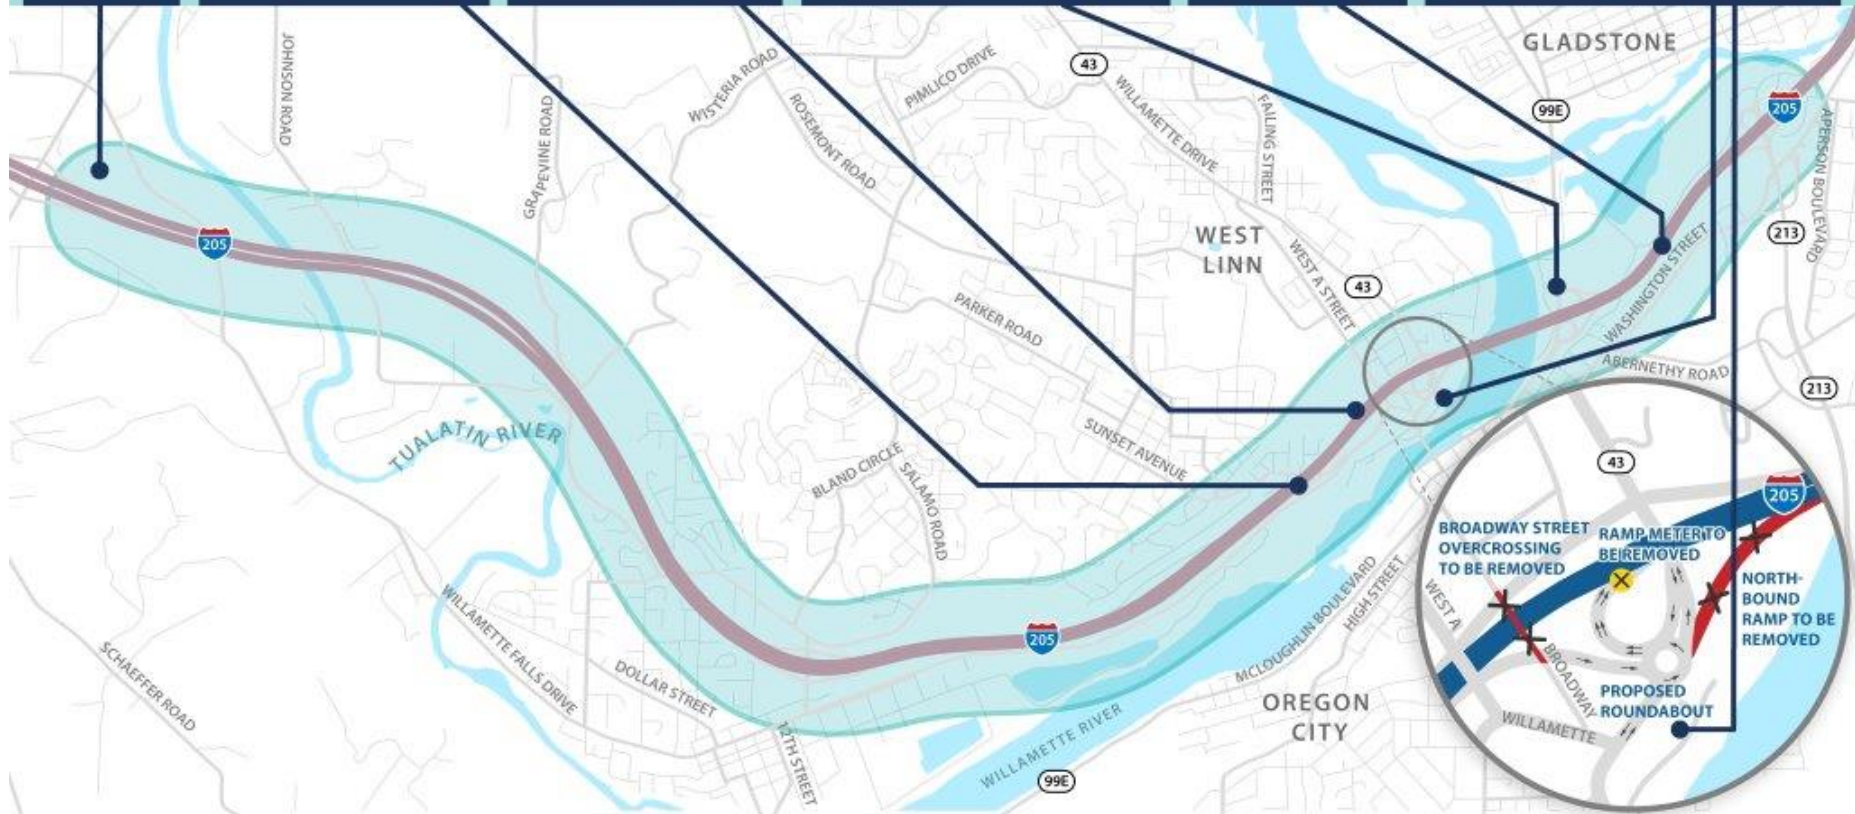 GLADSTONE
43
JOHNSON ROAD
WISTERIA ROAD
PIMLICO DRIVE
99E
205
GRAPEVINE ROAD
ROSEMONT ROAD
WILLAMETTE DRIVE
FAILING STREET
APERSON BOULEVARD
205
WEST
LINN
213
WEST A STREET
43
WASHINGTON STREET
PARKER ROAD
ABERNETHY ROAD
213
TUALATIN RIVER
SUNSET AVENUE
BLAND CIRCLE
SALAMO ROAD
43
205
BROADWAY STREET
OVERCROSSING
TO BE REMOVED
RAMP METER TO
BE REMOVED
NORTH-
BOUND
RAMP TO BE
REMOVED
WEST A
BROADWAY
PROPOSED
ROUNDABOUT
WILLAMETTE
205
MCLOUGHLIN BOULEVARD
HIGH STREET
WILLAMETTE FALLS DRIVE
SCHAEFFER ROAD
DOLLAR STREET
12TH STREET
OREGON
CITY
WILLAMETTE RIVER
99E